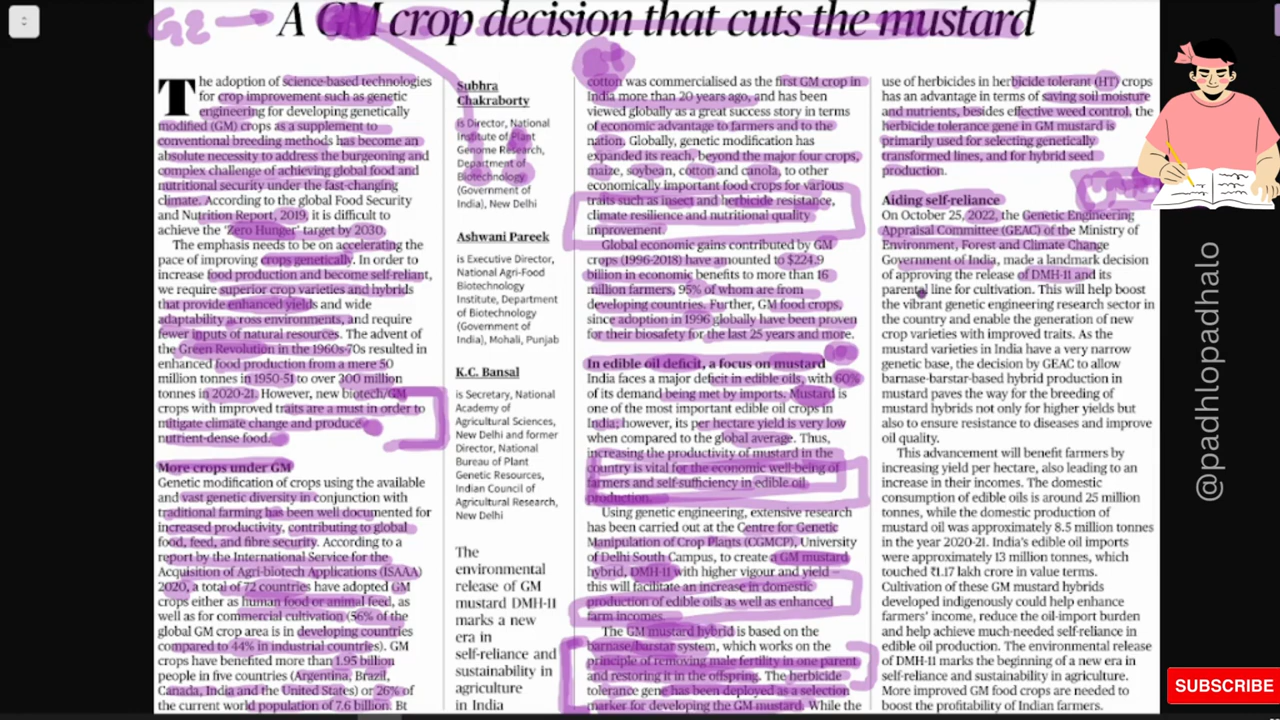 G2
A GM crop decision that cuts the mustard
The adoption of science-based technologies
for crop improvement such as genetic
engineering for developing genetically
modified (GM) crops as a supplement to
conventional breeding methods has become an
absolute necessity to address the burgeoning and
complex challenge of achieving global food and
nutritional security under the fast-changing
climate. According to the global Food Security
and Nutrition Report, 2019, it is difficult to
achieve the 'Zero Hunger' target by 2030.
The emphasis needs to be on accelerating the
pace of improving crops genetically. In order to
increase food production and become self-reliant,
we require superior crop varieties and hybrids
that provide enhanced yields and wide
adaptability across environments, and require
fewer inputs of natural resources. The advent of
the Green Revolution in the 1960s-70s resulted in
enhanced food production from a mere 50
million tonnes in 1950-51 to over 300 million
tonnes in 2020-21. However, new biotech/GM
crops with improved traits are a must in order to
mitigate climate change and produce
nutrient-dense food.
More crops under GM
Genetic modification of crops using the available
and vast genetic diversity in conjunction with
traditional farming has been well documented for
increased productivity, contributing to global
food, feed, and fibre security. According to a
report by the International Service for the
Acquisition of Agri-biotech Applications (ISAAA)
2020, a total of 72 countries have adopted GM
crops either as human food or animal feed, as
well as for commercial cultivation (56% of the
global GM crop area is in developing countries
compared to 44% in industrial countries). GM
crops have benefited more than 1.95 billion
people in five countries (Argentina, Brazil,
Canada, India and the United States) or 26% of
the current world population of 7.6 billion. Bt
Subhra
Chakraborty
is Director, National
Institute of Plant
Genome Research,
Department of
Biotechnology
(Government of
India), New Delhi
Ashwani Pareek
is Executive Director,
National Agri-Food
Biotechnology
Institute, Department
of Biotechnology
(Government of
India), Mohali, Punjab
K.C. Bansal
is Secretary, National
Academy of
Agricultural Sciences,
New Delhi and former
Director, National
Bureau of Plant
Genetic Resources,
Indian Council of
Agricultural Research,
New Delhi
The
environmental
release of GM
mustard DMH-11
marks a new
era in
self-reliance and
sustainability in
agriculture
in India
cotton was commercialised as the first GM crop in
India more than 20 years ago, and has been
viewed globally as a great success story in terms
of economic advantage to farmers and to the
nation. Globally, genetic modification has
expanded its reach, beyond the major four crops,
maize, soybean, cotton and canola, to other
economically important food crops for various
traits such as insect and herbicide resistance,
climate resilience and nutritional quality
improvement.
Global economic gains contributed by GM
crops (1996-2018) have amounted to $224.9
billion in economic benefits to more than 16
million farmers, 95% of whom are from
developing countries. Further, GM food crops,
since adoption in 1996 globally have been proven
for their biosafety for the last 25 years and more.
In edible oil deficit, a focus on mustard
India faces a major deficit in edible oils, with 60%
of its demand being met by imports. Mustard is
one of the most important edible oil crops in
India; however, its per hectare yield is very low
when compared to the global average. Thus,
increasing the productivity of mustard in the
country is vital for the economic well-being of
farmers and self-sufficiency in edible oil
production.
Using genetic engineering, extensive research
has been carried out at the Centre for Genetic
Manipulation of Crop Plants (CGMCP), University
of Delhi South Campus, to create a GM mustard
hybrid, DMH-11 with higher vigour and yield –
this will facilitate an increase in domestic
production of edible oils as well as enhanced
farm incomes.
The GM mustard hybrid is based on the
barnase/barstar system, which works on the
principle of removing male fertility in one parent
and restoring it in the offspring. The herbicide
tolerance gene has been deployed as a selection
marker for developing the GM mustard. While the
use of herbicides in herbicide tolerant (HT) crops
has an advantage in terms of saving soil moisture
and nutrients, besides effective weed control, the
herbicide tolerance gene in GM mustard is
primarily used for selecting genetically
transformed lines, and for hybrid seed
production.
Aiding self-reliance
On October 25, 2022, the Genetic Engineering
Appraisal Committee (GEAC) of the Ministry of
Environment, Forest and Climate Change
Government of India, made a landmark decision
of approving the release of DMH-11 and its
parental line for cultivation. This will help boost
the vibrant genetic engineering research sector in
the country and enable the generation of new
crop varieties with improved traits. As the
mustard varieties in India have a very narrow
genetic base, the decision by GEAC to allow
barnase-barstar-based hybrid production in
mustard paves the way for the breeding of
mustard hybrids not only for higher yields but
also to ensure resistance to diseases and improve
oil quality.
This advancement will benefit farmers by
increasing yield per hectare, also leading to an
increase in their incomes. The domestic
consumption of edible oils is around 25 million
tonnes, while the domestic production of
mustard oil was approximately 8.5 million tonnes
in the year 2020-21. India's edible oil imports
were approximately 13 million tonnes, which
touched ₹1.17 lakh crore in value terms.
Cultivation of these GM mustard hybrids
developed indigenously could help enhance
farmers' income, reduce the oil-import burden
and help achieve much-needed self-reliance in
edible oil production. The environmental release
of DMH-11 marks the beginning of a new era in
self-reliance and sustainability in agriculture.
More improved GM food crops are needed to
boost the profitability of Indian farmers.
@padhlopadhalo
SUBSCRIBE